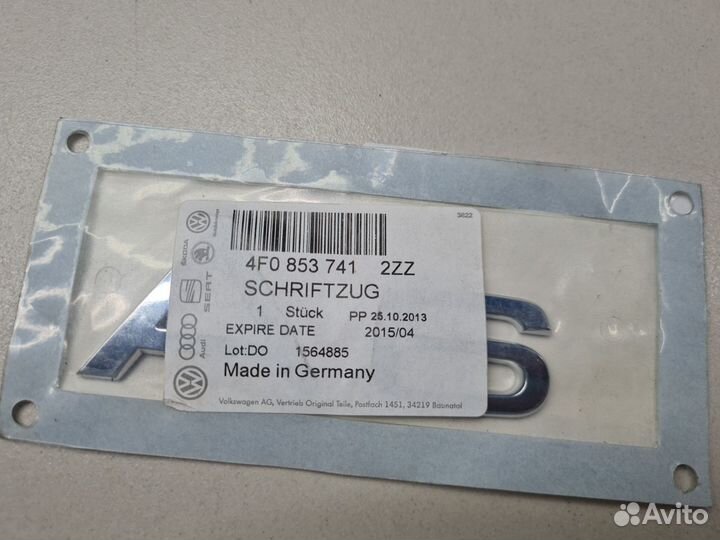 3822
4F0 853 741 2ZZ
SCHRIFTZUG
1 Stück PP 25.10.2013
EXPIRE DATE 2015/04
Lot:DO 1564885
Made in Germany
Volkswagen AG, Vertrieb Original Teile, Postfach 1451, 34219 Baunatal
ŠKODA
SEAT
Audi
Avito